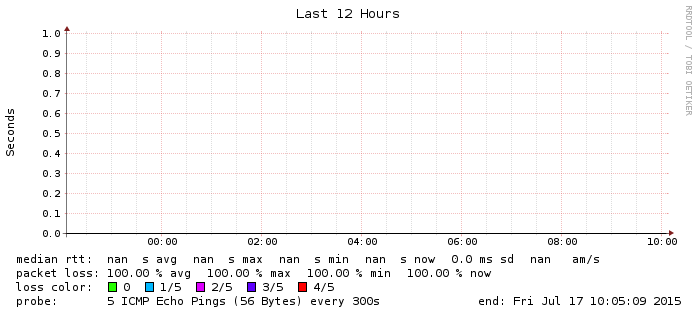 Last 12 Hours
RRDTOOL / TOBI OETIKER
Seconds
1.0
0.9
0.8
0.7
0.6
0.5
0.4
0.3
0.2
0.1
0.0
00:00 02:00 04:00 06:00 08:00 10:00
median rtt: nan s avg nan s max nan s min nan s now 0.0 ms sd nan am/s
packet loss: 100.00 % avg 100.00 % max 100.00 % min 100.00 % now
loss color: 0 1/5 2/5 3/5 4/5
probe: 5 ICMP Echo Pings (56 Bytes) every 300s end: Fri Jul 17 10:05:09 2015